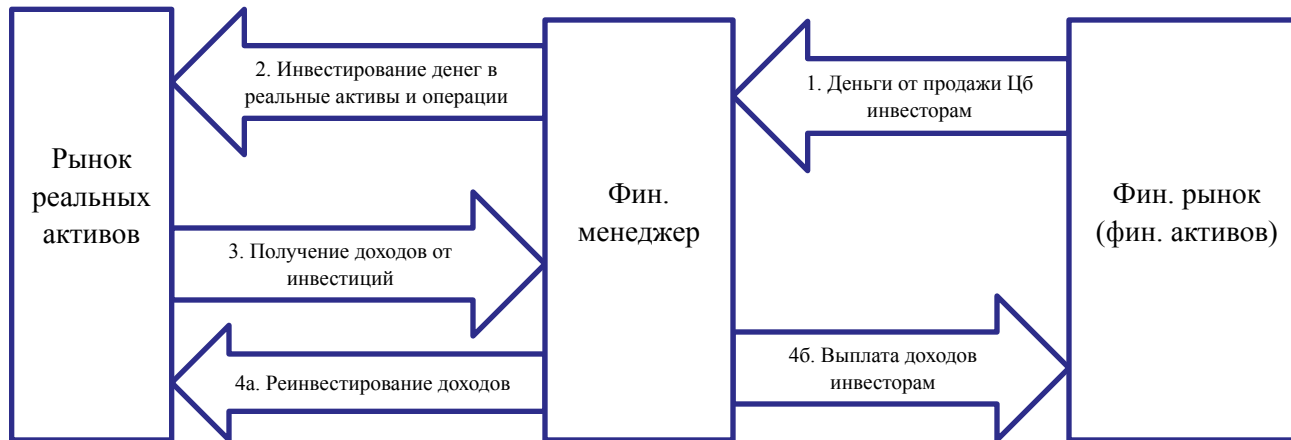 2. Инвестирование денег в
реальные активы и операции
1. Деньги от продажи Цб
инвесторам
Рынок
реальных
активов
Фин.
менеджер
Фин. рынок
(фин. активов)
3. Получение доходов от
инвестиций
4а. Реинвестирование доходов
4б. Выплата доходов
инвесторам